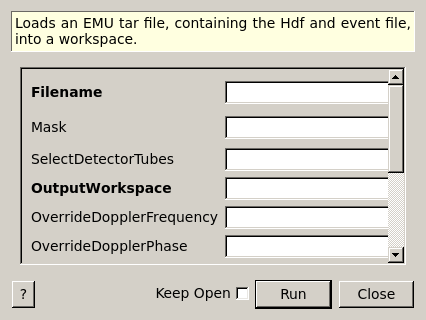 Loads an EMU tar file, containing the Hdf and event file,
into a workspace.
Filename
Mask
SelectDetectorTubes
OutputWorkspace
OverrideDopplerFrequency
OverrideDopplerPhase
? Keep Open Run Close